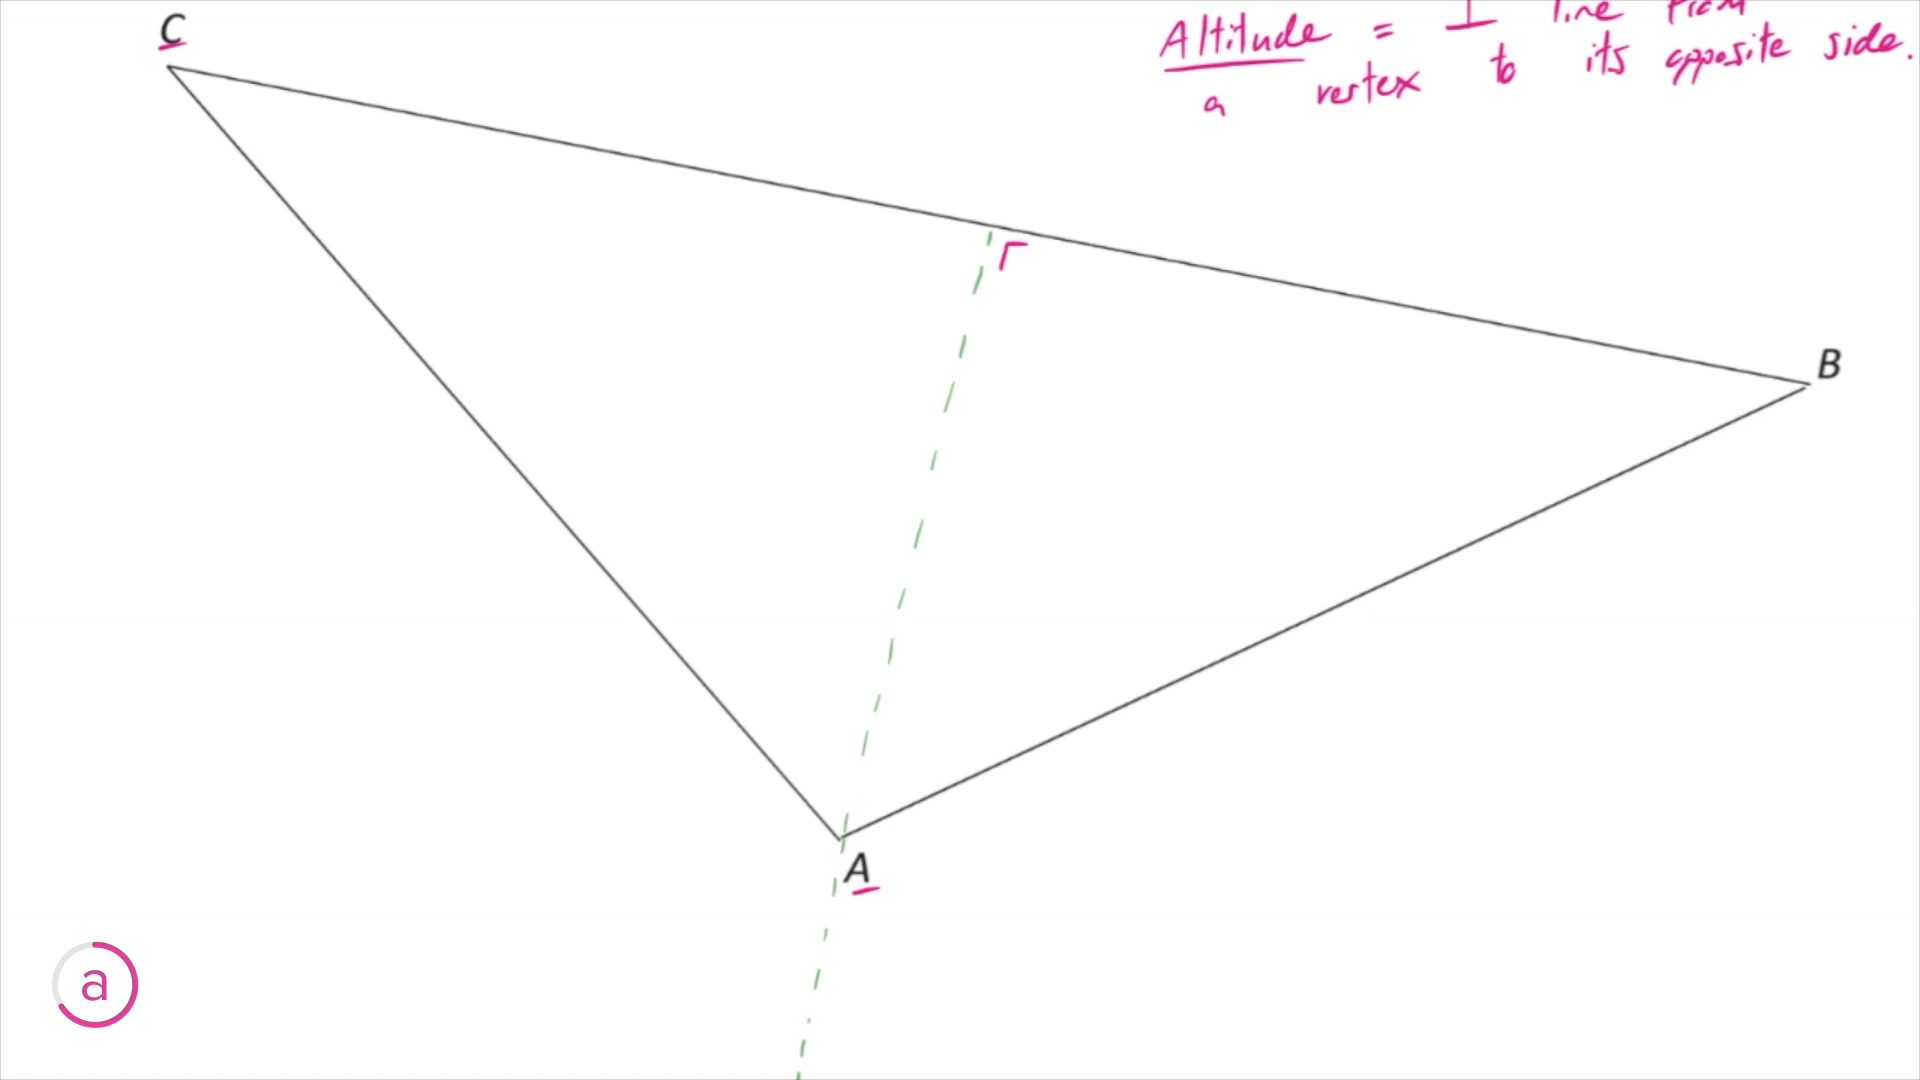 C
Altitude = ⊥ line from
a vertex to its opposite side.
B
A
a